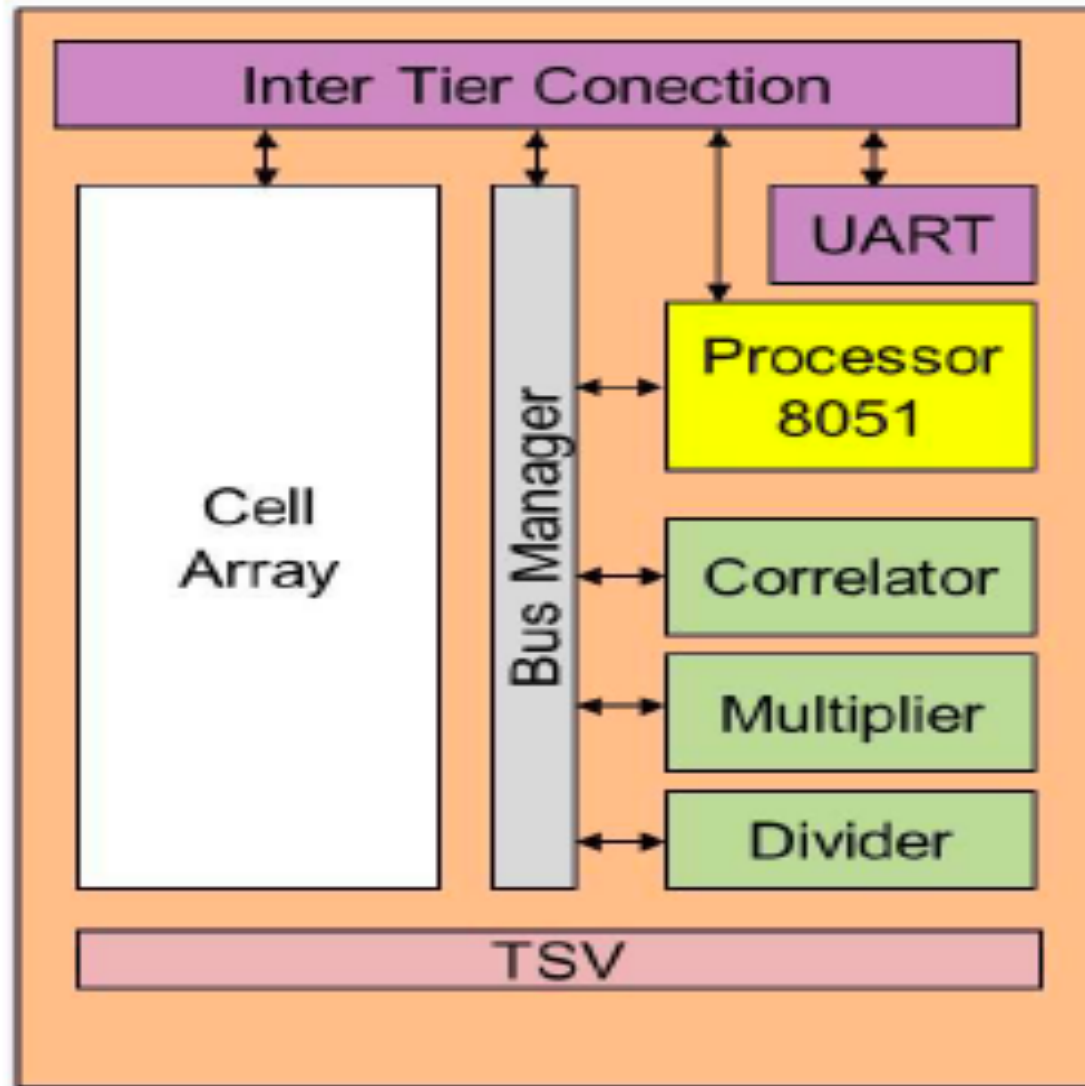 Inter Tier Conection
UART
Processor
8051
Cell
Array
Bus Manager
Correlator
Multiplier
Divider
TSV